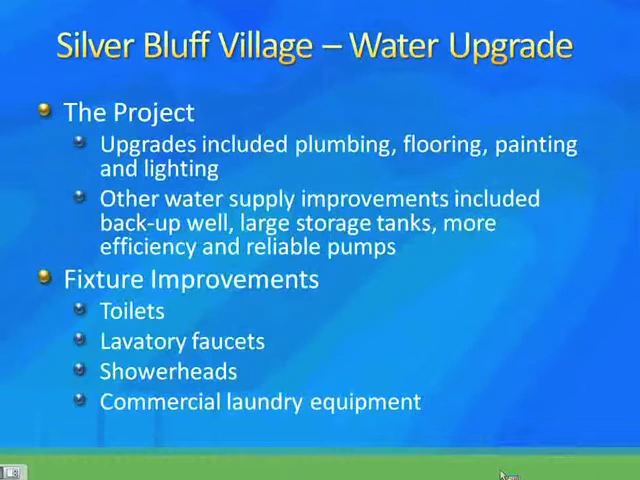 Silver Bluff Village – Water Upgrade
The Project
Upgrades included plumbing, flooring, painting
and lighting
Other water supply improvements included
back-up well, large storage tanks, more
efficiency and reliable pumps
Fixture Improvements
Toilets
Lavatory faucets
Showerheads
Commercial laundry equipment